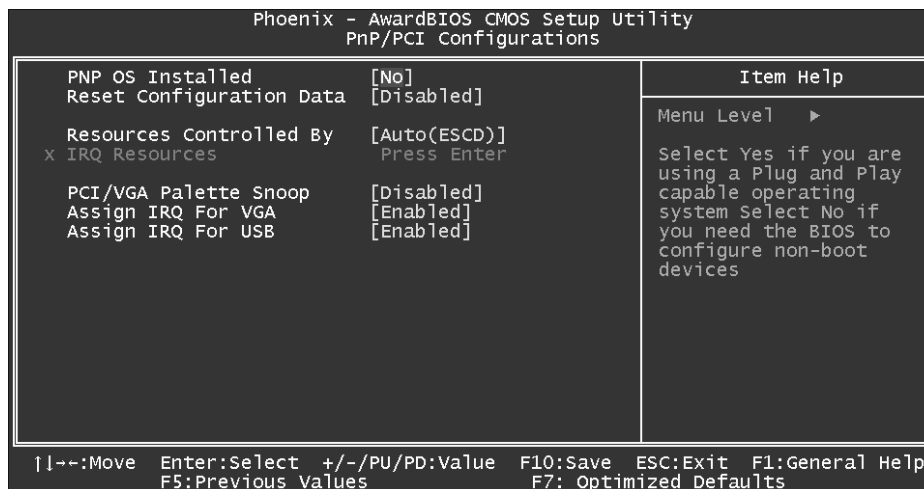 Phoenix - AwardBIOS CMOS Setup Utility
PnP/PCI Configurations
PNP OS Installed [No]
Reset Configuration Data [Disabled]
Resources Controlled By [Auto(ESCD)]
x IRQ Resources Press Enter
PCI/VGA Palette Snoop [Disabled]
Assign IRQ For VGA [Enabled]
Assign IRQ For USB [Enabled]
Item Help
Menu Level ▶
Select Yes if you are
using a Plug and Play
capable operating
system Select No if
you need the BIOS to
configure non-boot
devices
↑↓→←:Move Enter:Select +/-/PU/PD:Value F10:Save ESC:Exit F1:General Help
F5:Previous Values F7: Optimized Defaults